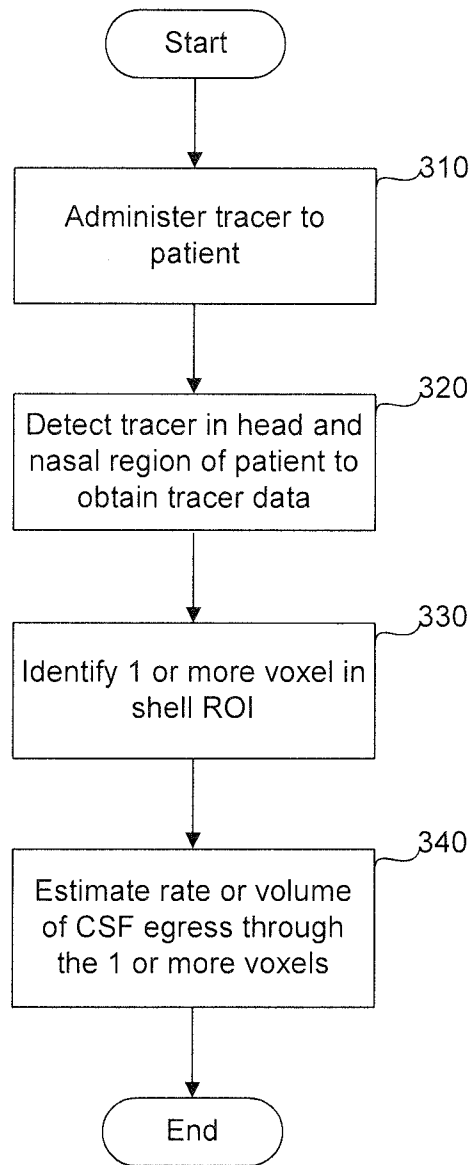 Start
310
Administer tracer to
patient
320
Detect tracer in head and
nasal region of patient to
obtain tracer data
330
Identify 1 or more voxel in
shell ROI
340
Estimate rate or volume
of CSF egress through
the 1 or more voxels
End